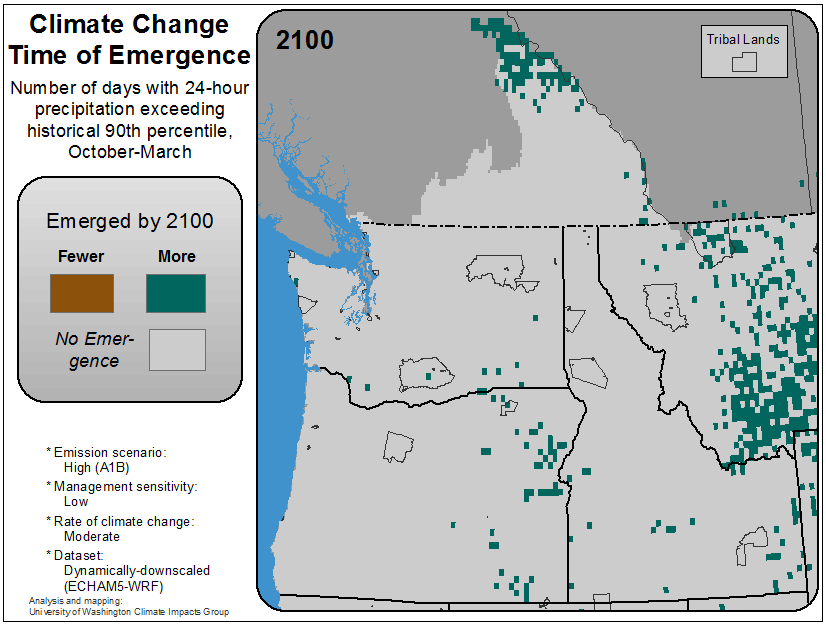 Climate Change
Time of Emergence
Number of days with 24-hour
precipitation exceeding
historical 90th percentile,
October-March
Emerged by 2100
Fewer
More
No Emer-
gence
* Emission scenario:
High (A1B)
* Management sensitivity:
Low
* Rate of climate change:
Moderate
* Dataset:
Dynamically-downscaled
(ECHAM5-WRF)
Analysis and mapping:
University of Washington Climate Impacts Group
2100
Tribal Lands